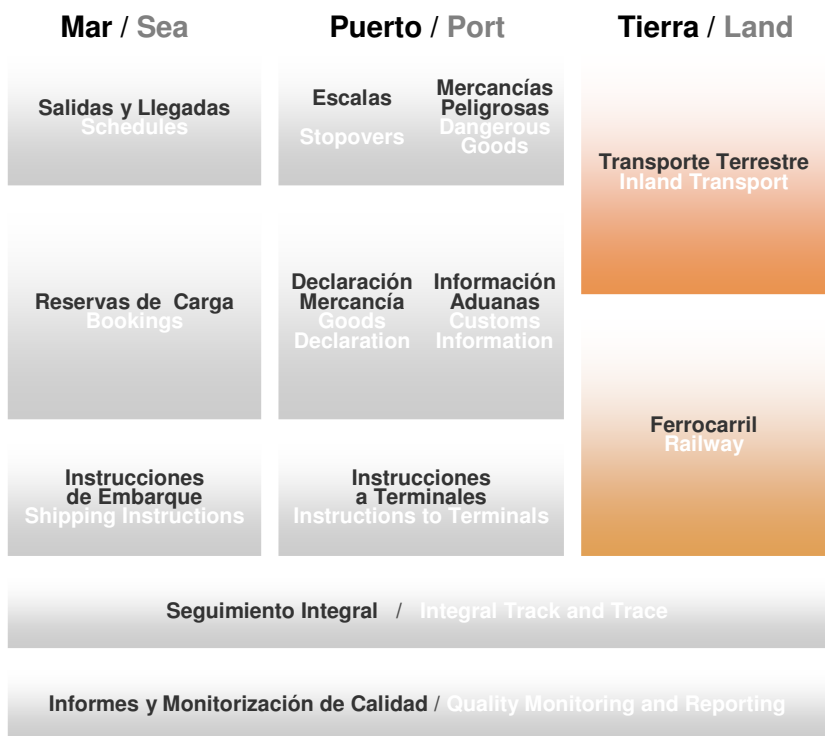 Mar / Sea
Puerto / Port
Tierra / Land
Salidas y Llegadas
Schedules
Escalas
Stopovers
Mercancías
Peligrosas
Dangerous
Goods
Transporte Terrestre
Inland Transport
Reservas de Carga
Bookings
Declaración
Mercancía
Goods
Declaration
Información
Aduanas
Customs
Information
Ferrocarril
Railway
Instrucciones
de Embarque
Shipping Instructions
Instrucciones
a Terminales
Instructions to Terminals
Seguimiento Integral / Integral Track and Trace
Informes y Monitorización de Calidad / Quality Monitoring and Reporting